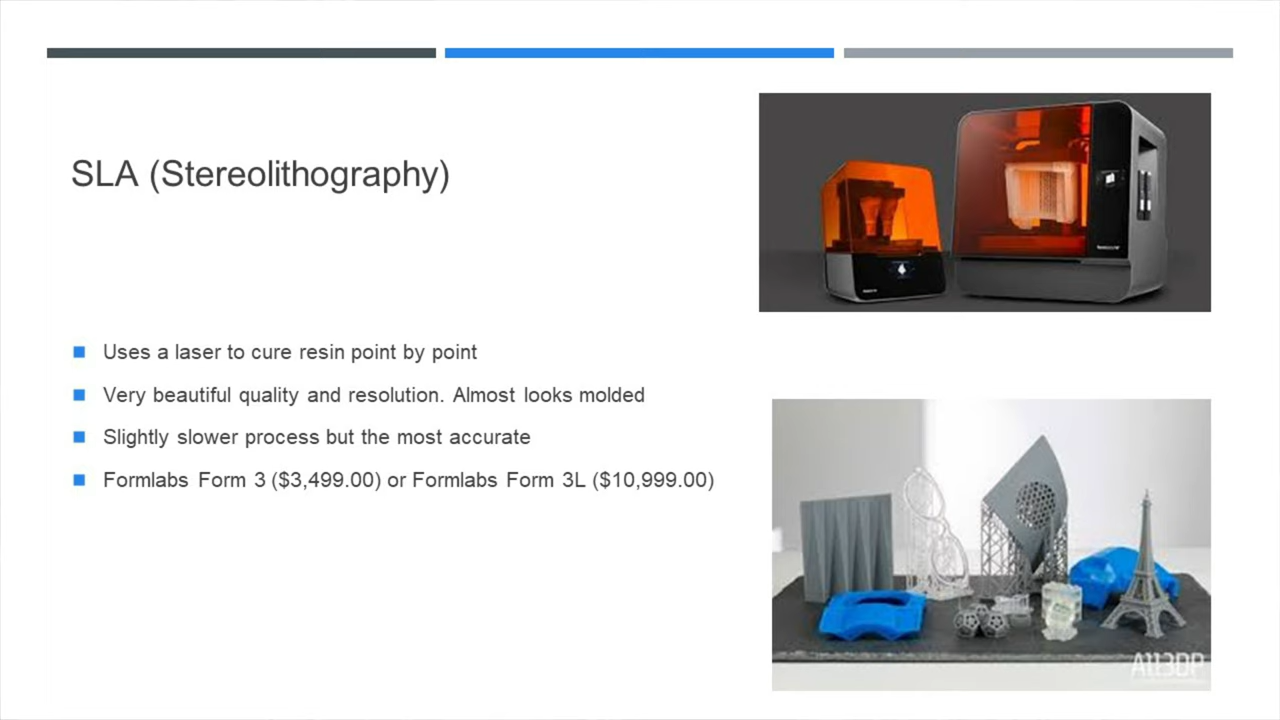 SLA (Stereolithography)
Uses a laser to cure resin point by point
Very beautiful quality and resolution. Almost looks molded
Slightly slower process but the most accurate
Formlabs Form 3 ($3,499.00) or Formlabs Form 3L ($10,999.00)
A113DP